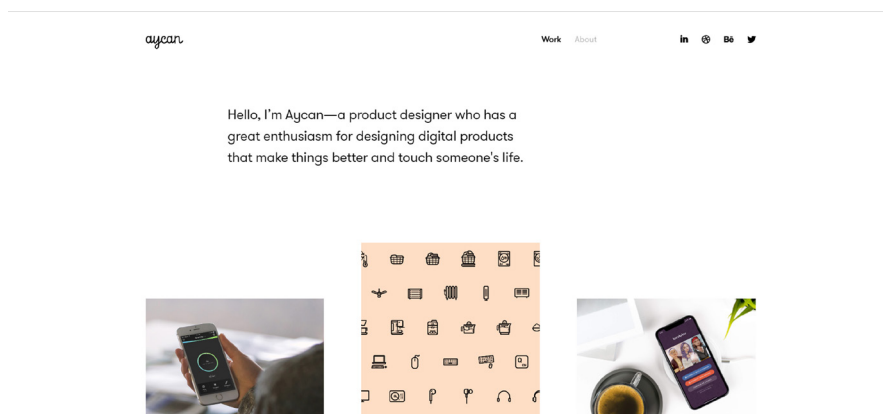 aycan
Work About
Bē
Hello, I'm Aycan—a product designer who has a
great enthusiasm for designing digital products
that make things better and touch someone's life.